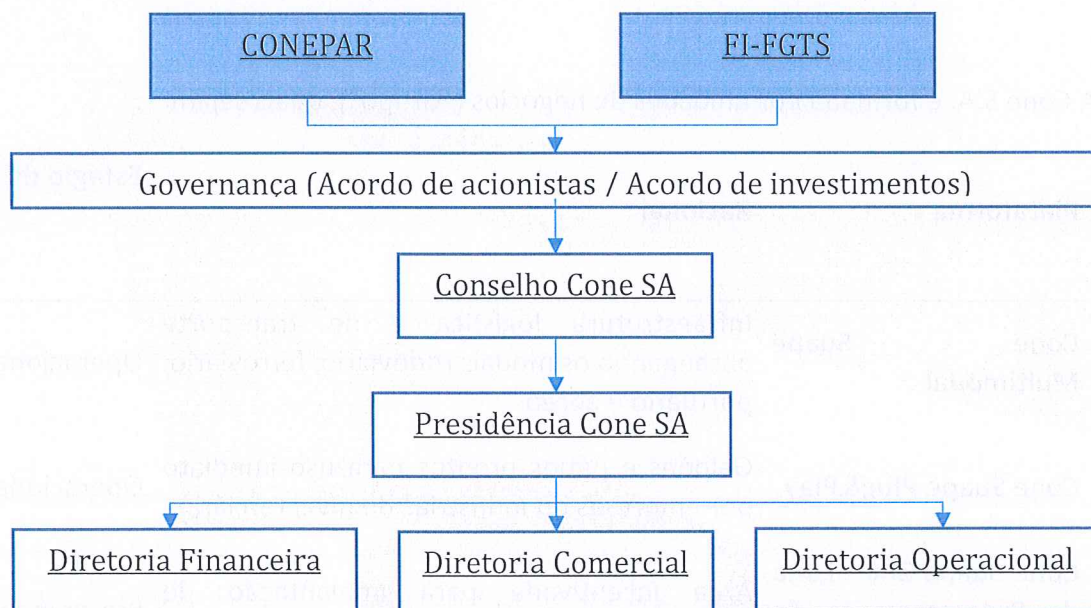 CONEPAR
FI-FGTS
Governança (Acordo de acionistas / Acordo de investimentos)
Conselho Cone SA
Presidência Cone SA
Diretoria Financeira
Diretoria Comercial
Diretoria Operacional